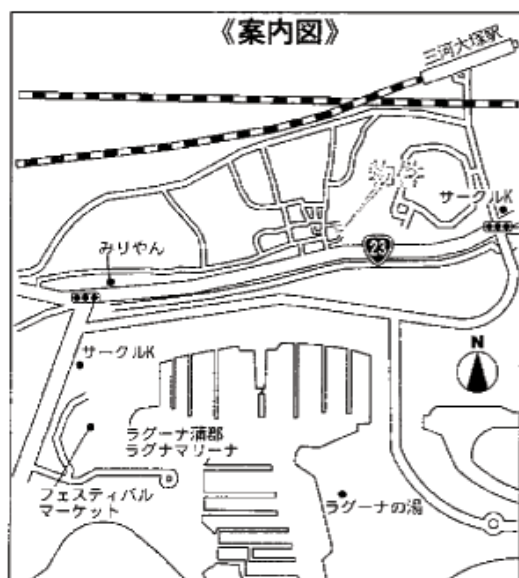 《案内図》
三河大塚駅
サークルK
23
みりやん
サークルK
N
ラグーナ蒲郡
ラグナマリーナ
フェスティバル
マーケット
ラグーナの湯